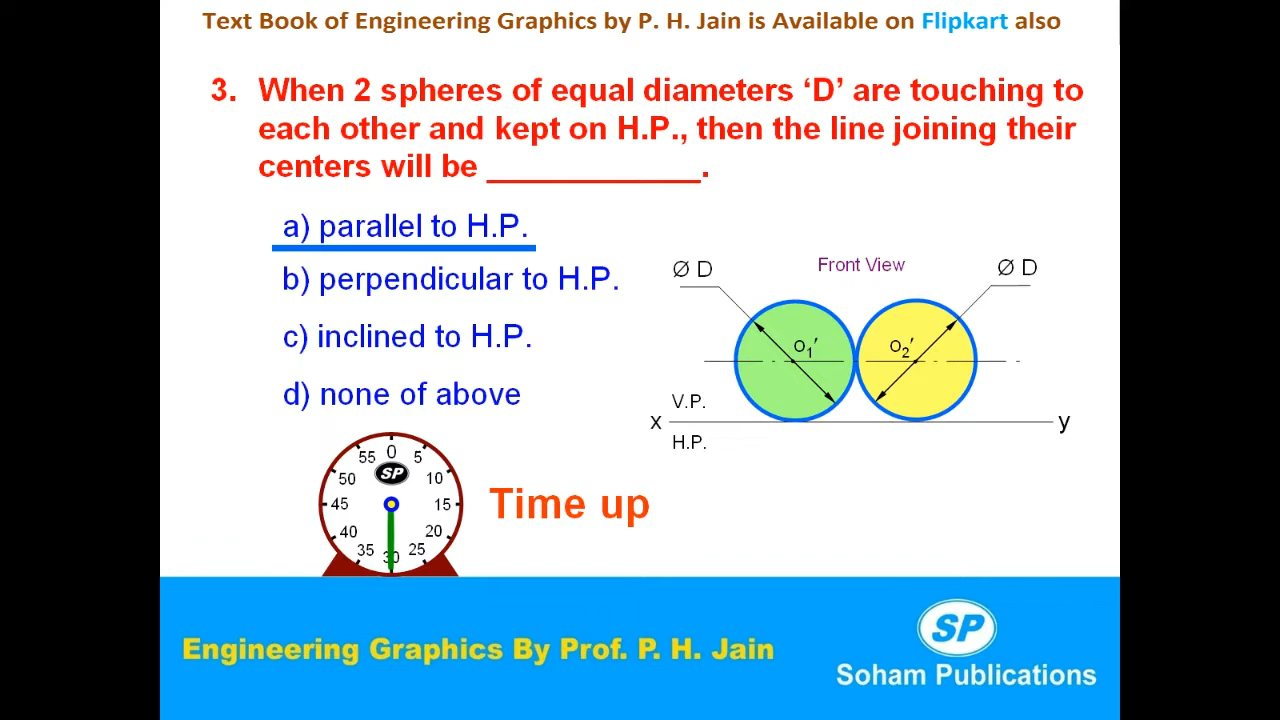 Text Book of Engineering Graphics by P. H. Jain is Available on Flipkart also
3. When 2 spheres of equal diameters ‘D’ are touching to
each other and kept on H.P., then the line joining their
centers will be _____________.
a) parallel to H.P.
b) perpendicular to H.P.
c) inclined to H.P.
d) none of above
Front View
Ø D
Ø D
O1′
O2′
V.P.
x
y
H.P.
0
55
5
SP
50
10
45
15
40
20
35
25
30
Time up
Engineering Graphics By Prof. P. H. Jain
SP
Soham Publications